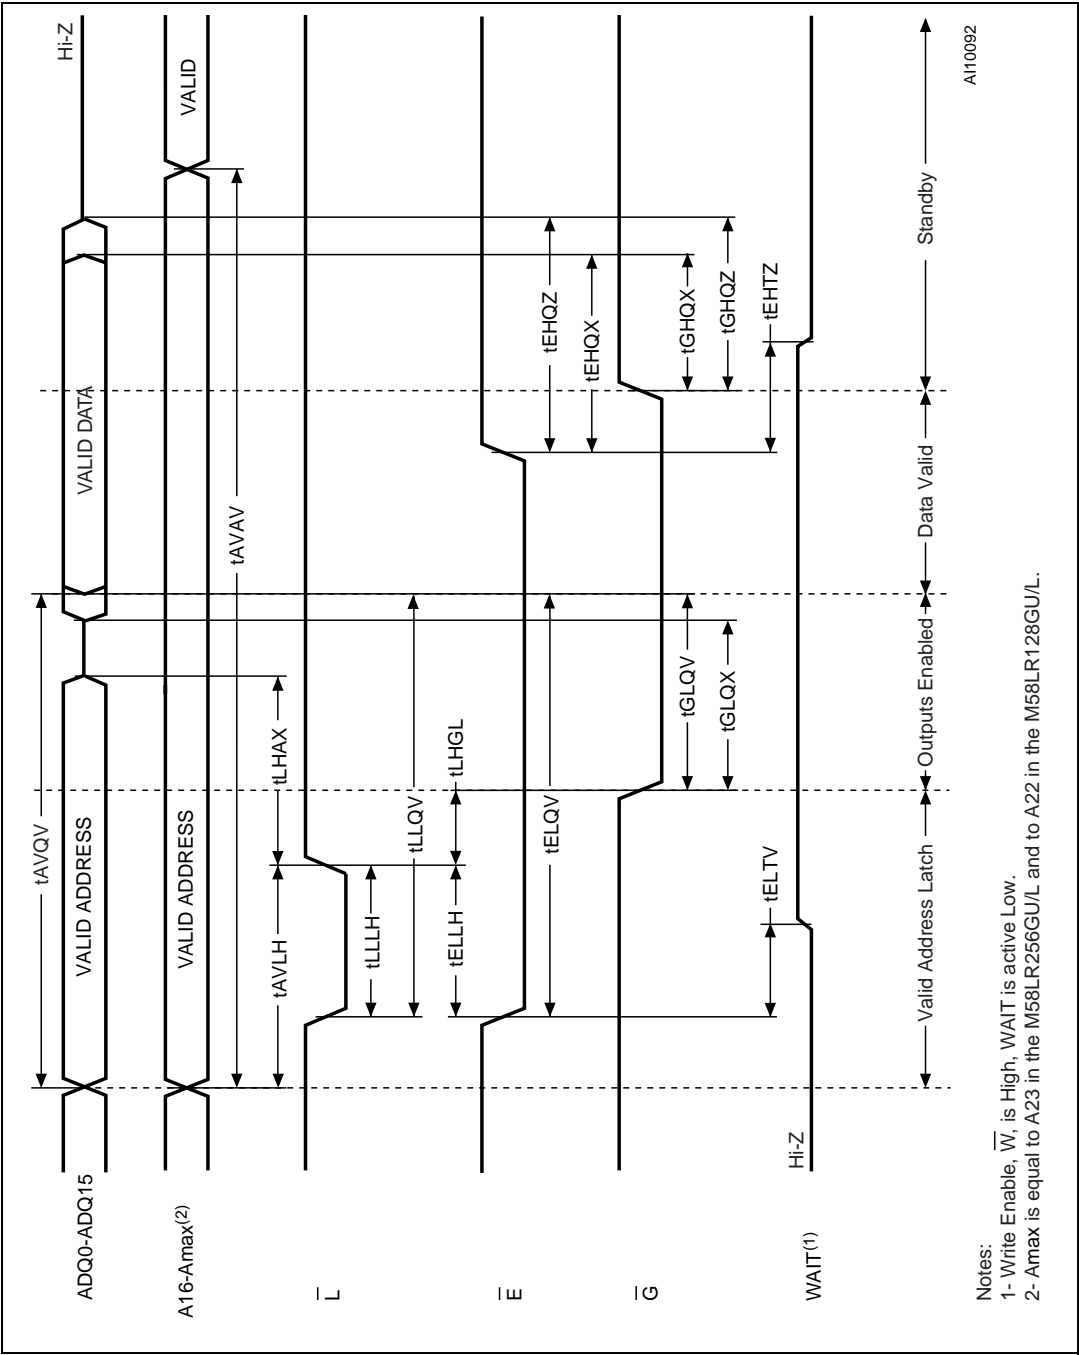 ADQ0-ADQ15
VALID ADDRESS
VALID DATA
Hi-Z
tAVQV
A16-Amax(2)
VALID ADDRESS
VALID
tAVAV
tAVLH
tLHAX
L
tLLLH
tLLQV
tELLH
tLHGL
E
tELQV
tEHQZ
tEHQX
G
tGLQV
tGHQX
tGLQX
tGHQZ
tELTV
tEHTZ
WAIT(1)
Hi-Z
Valid Address Latch
Outputs Enabled
Data Valid
Standby
AI10092
Notes:
1- Write Enable, W, is High, WAIT is active Low.
2- Amax is equal to A23 in the M58LR256GU/L and to A22 in the M58LR128GU/L.